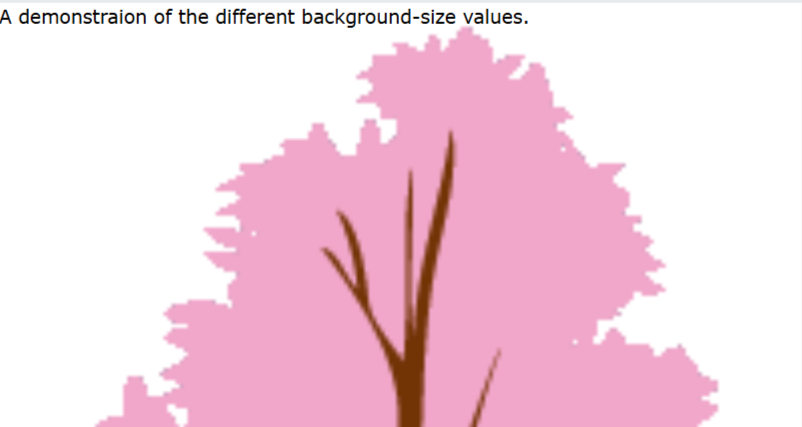 A demonstraion of the different background-size values.